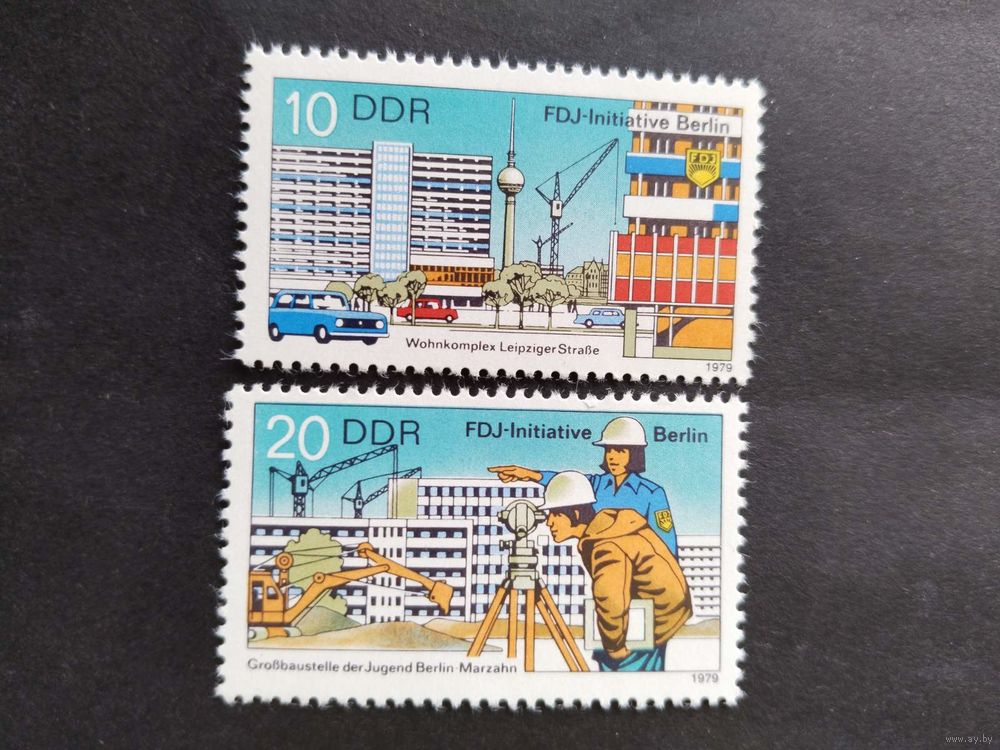 10 DDR
FDJ-Initiative Berlin
FDJ
Wohnkomplex Leipziger Straße
1979
20 DDR
FDJ-Initiative Berlin
FDJ
Großbaustelle der Jugend Berlin-Marzahn
1979
www.ay.by